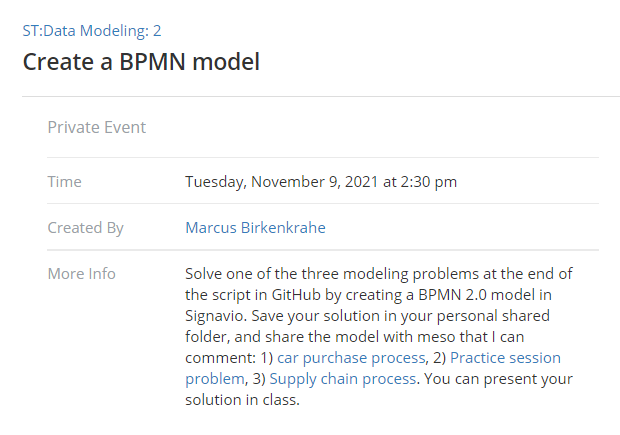 ST:Data Modeling: 2
Create a BPMN model
Private Event
Time Tuesday, November 9, 2021 at 2:30 pm
Created By Marcus Birkenkrahe
More Info Solve one of the three modeling problems at the end of
the script in GitHub by creating a BPMN 2.0 model in
Signavio. Save your solution in your personal shared
folder, and share the model with meso that I can
comment: 1) car purchase process, 2) Practice session
problem, 3) Supply chain process. You can present your
solution in class.